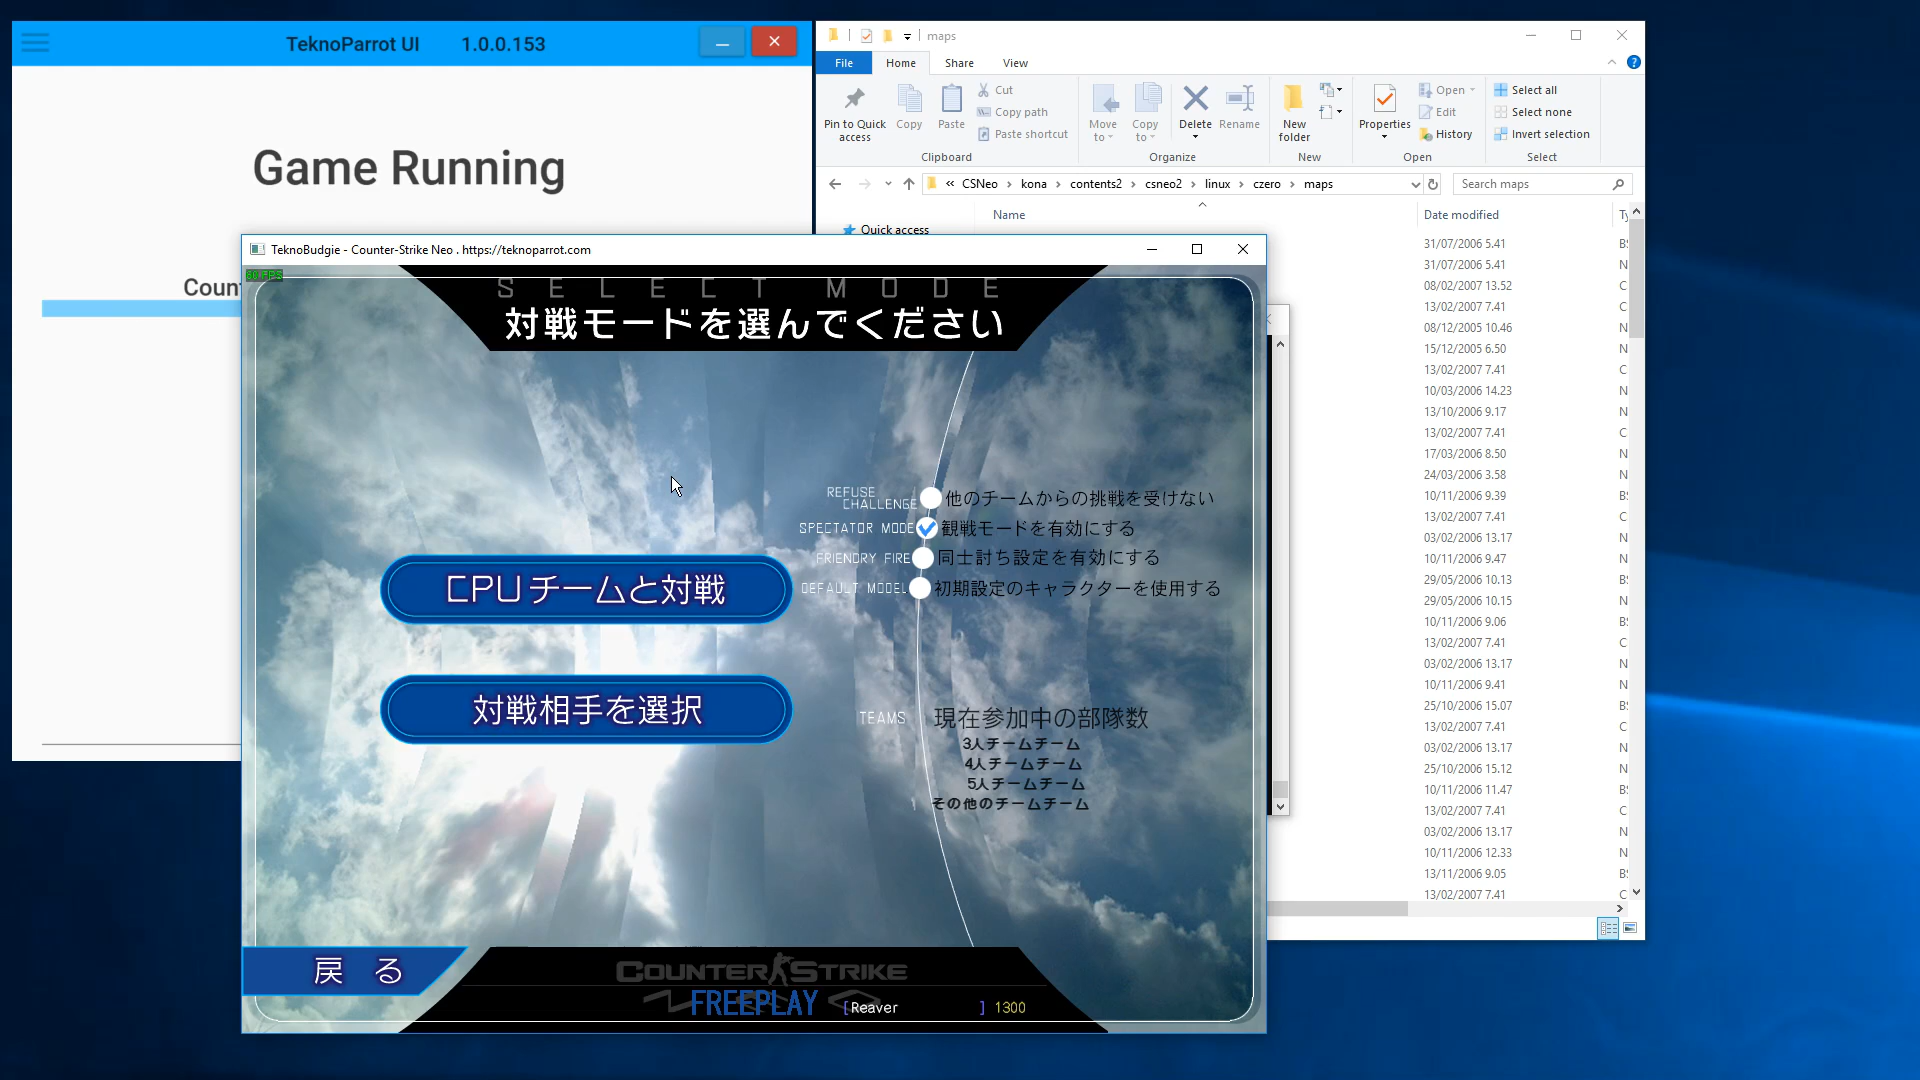 TeknoParrot UI 1.0.0.153
Game Running
Coun
maps
File Home Share View
Pin to Quick access
Copy
Paste
Cut
Copy path
Paste shortcut
Clipboard
Move to
Copy to
Delete
Rename
Organize
New folder
New
Properties
Open
Edit
History
Open
Select all
Select none
Invert selection
Select
« CSNeo › kona › contents2 › csneo2 › linux › czero › maps
Search maps
Name Date modified Ty
Quick access
31/07/2006 5.41 B
31/07/2006 5.41 N
08/02/2007 13.52 C
13/02/2007 7.41 C
08/12/2005 10.46 N
15/12/2005 6.50 N
13/02/2007 7.41 C
10/03/2006 14.23 N
13/10/2006 9.17 N
13/02/2007 7.41 C
17/03/2006 8.50 N
24/03/2006 3.58 N
10/11/2006 9.39 B
13/02/2007 7.41 C
03/02/2006 13.17 N
10/11/2006 9.47 B
29/05/2006 10.13 N
29/05/2006 10.15 N
10/11/2006 9.06 B
13/02/2007 7.41 C
03/02/2006 13.17 N
10/11/2006 9.41 B
25/10/2006 15.07 N
13/02/2007 7.41 C
03/02/2006 13.17 N
25/10/2006 15.12 N
10/11/2006 11.47 B
13/02/2007 7.41 C
03/02/2006 13.17 N
10/11/2006 12.33 N
13/11/2006 9.05 B
13/02/2007 7.41 C
TeknoBudgie - Counter-Strike Neo . https://teknoparrot.com
60 FPS
SELECT MODE
対戦モードを選んでください
REFUSE CHALLENGE 他のチームからの挑戦を受けない
SPECTATOR MODE 観戦モードを有効にする
FRIENDRY FIRE 同士討ち設定を有効にする
DEFAULT MODEL 初期設定のキャラクターを使用する
CPUチームと対戦
対戦相手を選択
TEAMS 現在参加中の部隊数
3人チームチーム
4人チームチーム
5人チームチーム
その他のチームチーム
戻る
COUNTER STRIKE
FREEPLAY
[Reaver ] 1300